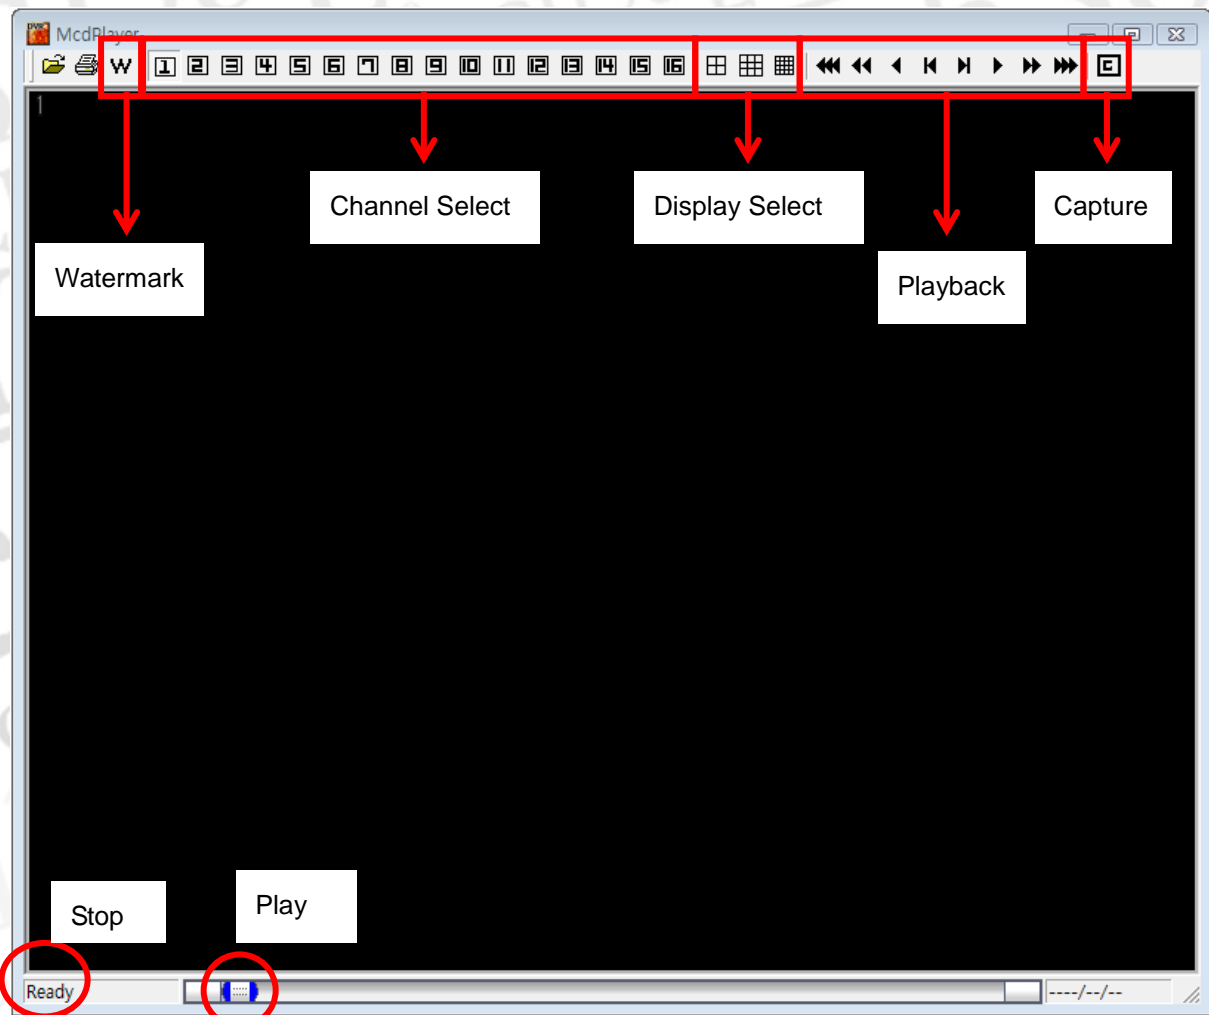 McdPlayer
W 1 2 3 4 5 6 7 8 9 10 11 12 13 14 15 16 C
1
Channel Select
Display Select
Capture
Watermark
Playback
Stop
Play
Ready
----/--/--